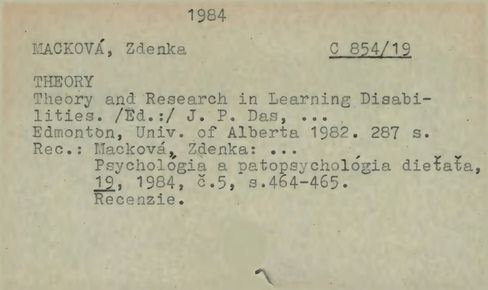 1984
MACKOVÁ, Zdenka C 854/19
THEORY
Theory and Research in Learning Disabi-
lities. /Ed.:/ J. P. Das, ...
Edmonton, Univ. of Alberta 1982. 287 s.
Rec.: Macková, Zdenka: ...
Psychológia a patopsychológia dieťaťa,
19, 1984, č.5, s.464-465.
Recenzie.